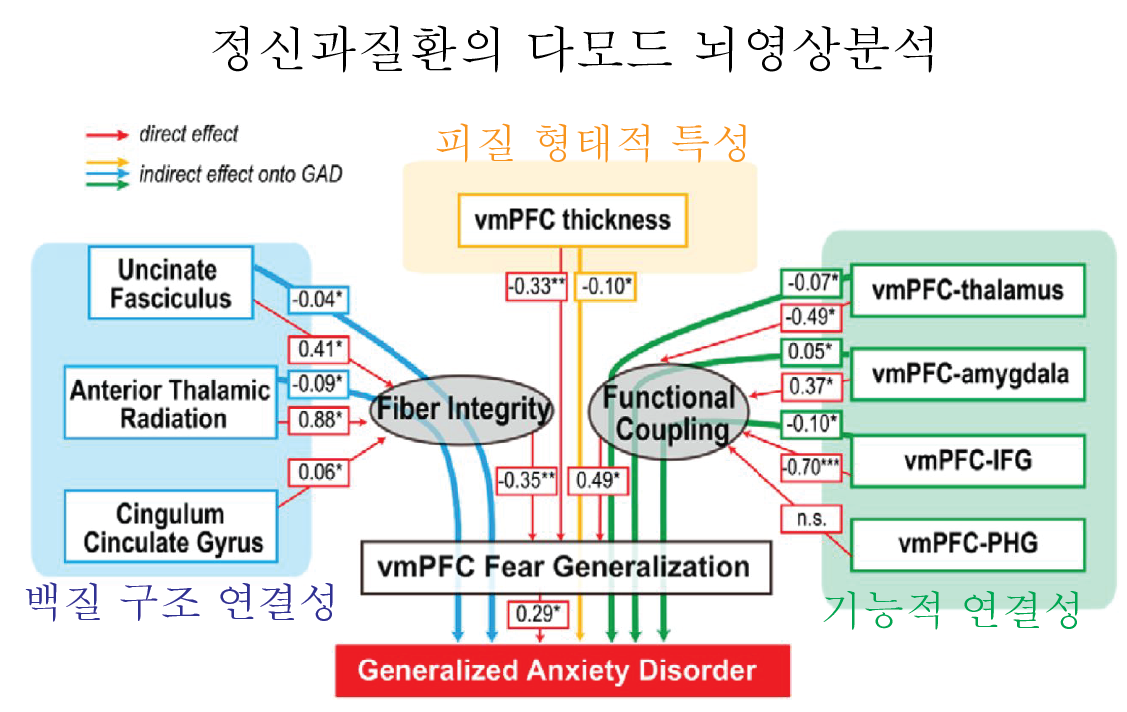 정신과질환의 다모드 뇌영상분석
direct effect
indirect effect onto GAD
피질 형태적 특성
vmPFC thickness
-0.33**
-0.10*
Uncinate
Fasciculus
-0.04*
0.41*
Anterior Thalamic
Radiation
-0.09*
0.88*
Cingulum
Cinculate Gyrus
0.06*
백질 구조 연결성
Fiber Integrity
Functional
Coupling
-0.35**
0.49*
vmPFC-thalamus
-0.07*
-0.49*
vmPFC-amygdala
0.05*
0.37*
vmPFC-IFG
-0.10*
-0.70***
vmPFC-PHG
n.s.
기능적 연결성
vmPFC Fear Generalization
0.29*
Generalized Anxiety Disorder